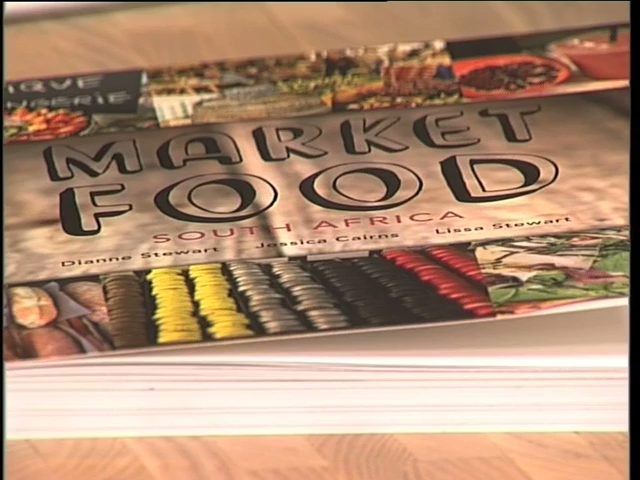 MARKET
FOOD
SOUTH AFRICA
Dianne Stewart Jessica Cairns Lissa Stewart